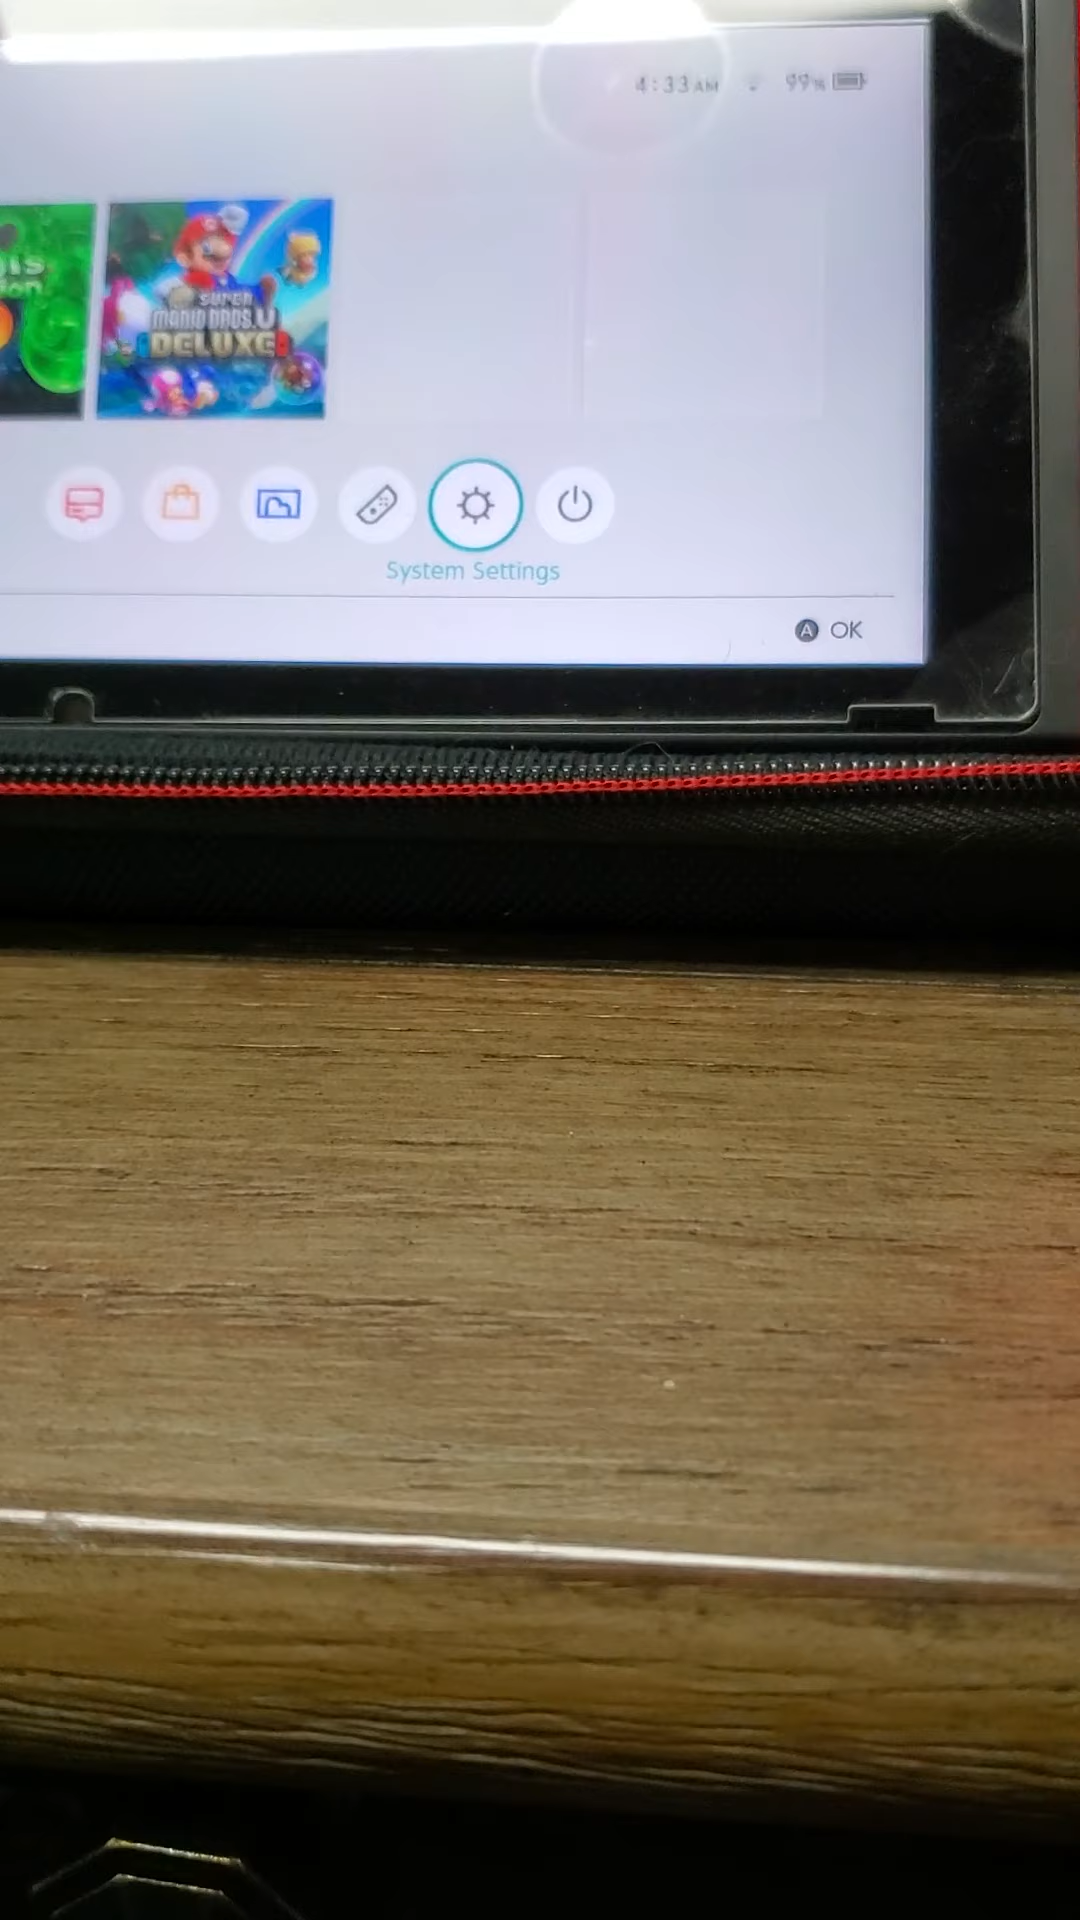 4:33 AM 99%
SUPER
MARIO BROS. U
DELUXE
System Settings
A OK